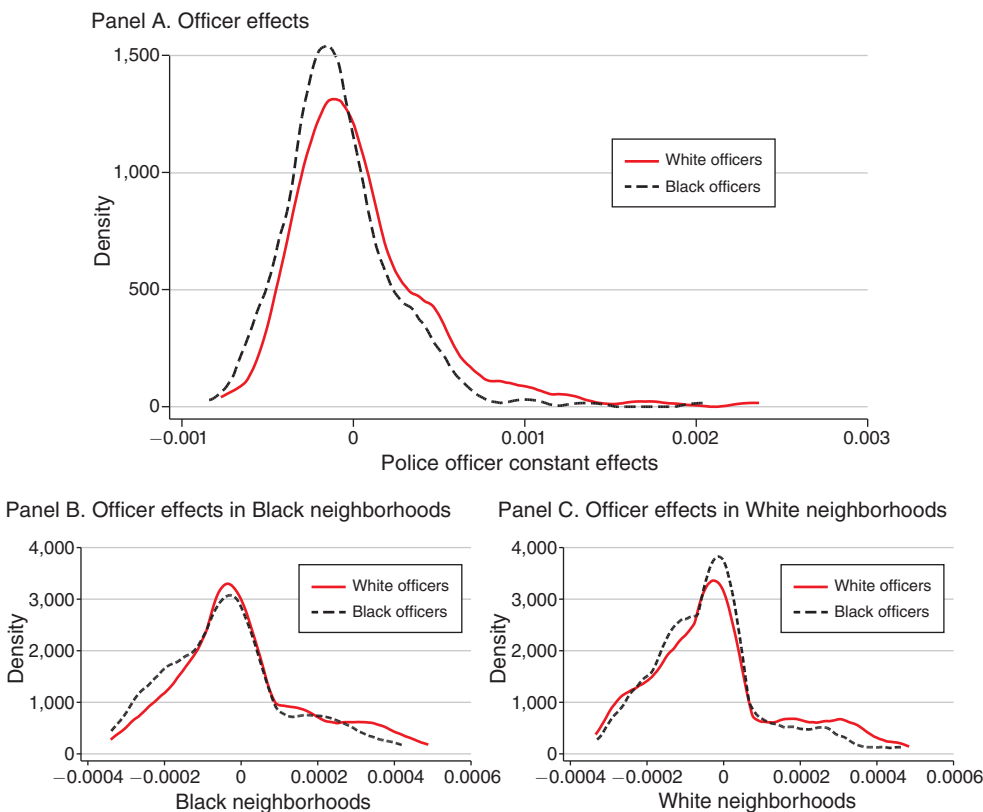 Panel A. Officer effects
1,500
1,000
500
0
Density
White officers
Black officers
−0.001 0 0.001 0.002 0.003
Police officer constant effects
Panel B. Officer effects in Black neighborhoods
4,000
3,000
2,000
1,000
0
Density
White officers
Black officers
−0.0004 −0.0002 0 0.0002 0.0004 0.0006
Black neighborhoods
Panel C. Officer effects in White neighborhoods
4,000
3,000
2,000
1,000
0
Density
White officers
Black officers
−0.0004 −0.0002 0 0.0002 0.0004 0.0006
White neighborhoods